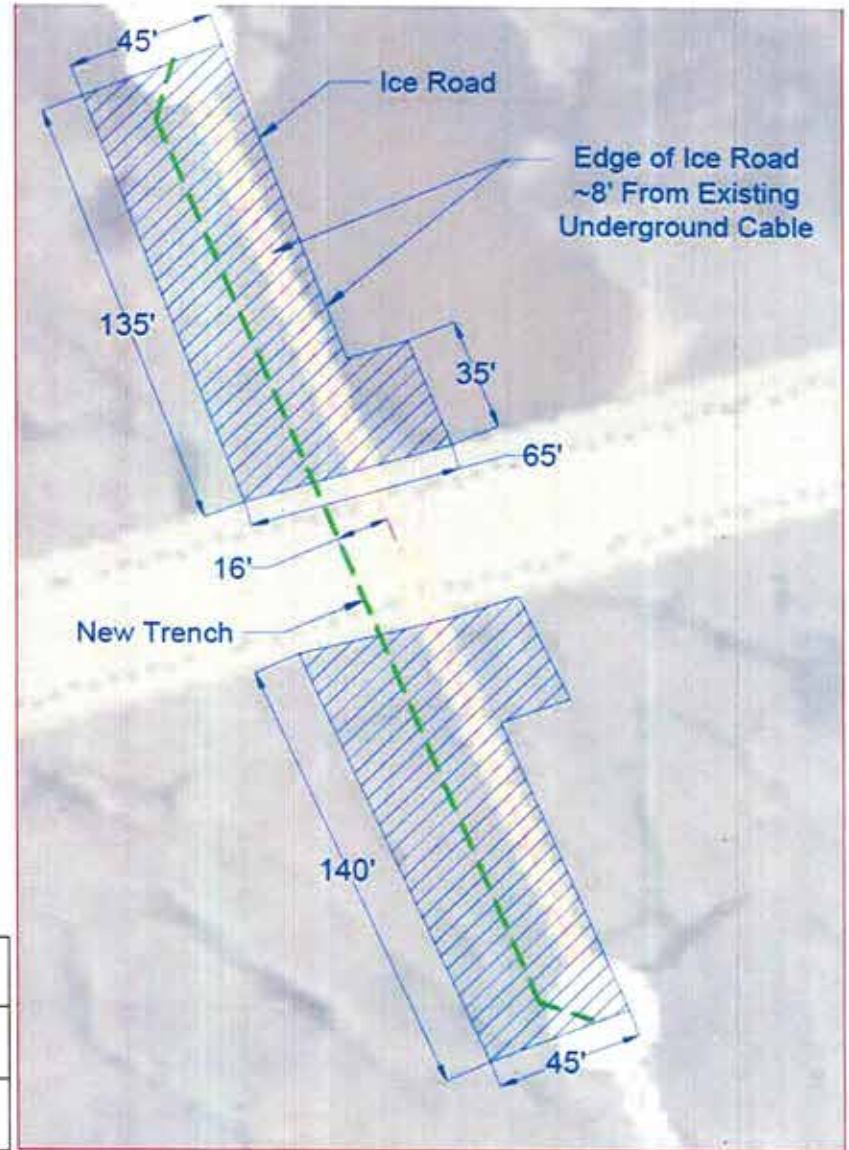 45'
Ice Road
Edge of Ice Road
~8' From Existing
Underground Cable
135'
35'
65'
16'
New Trench
140'
45'